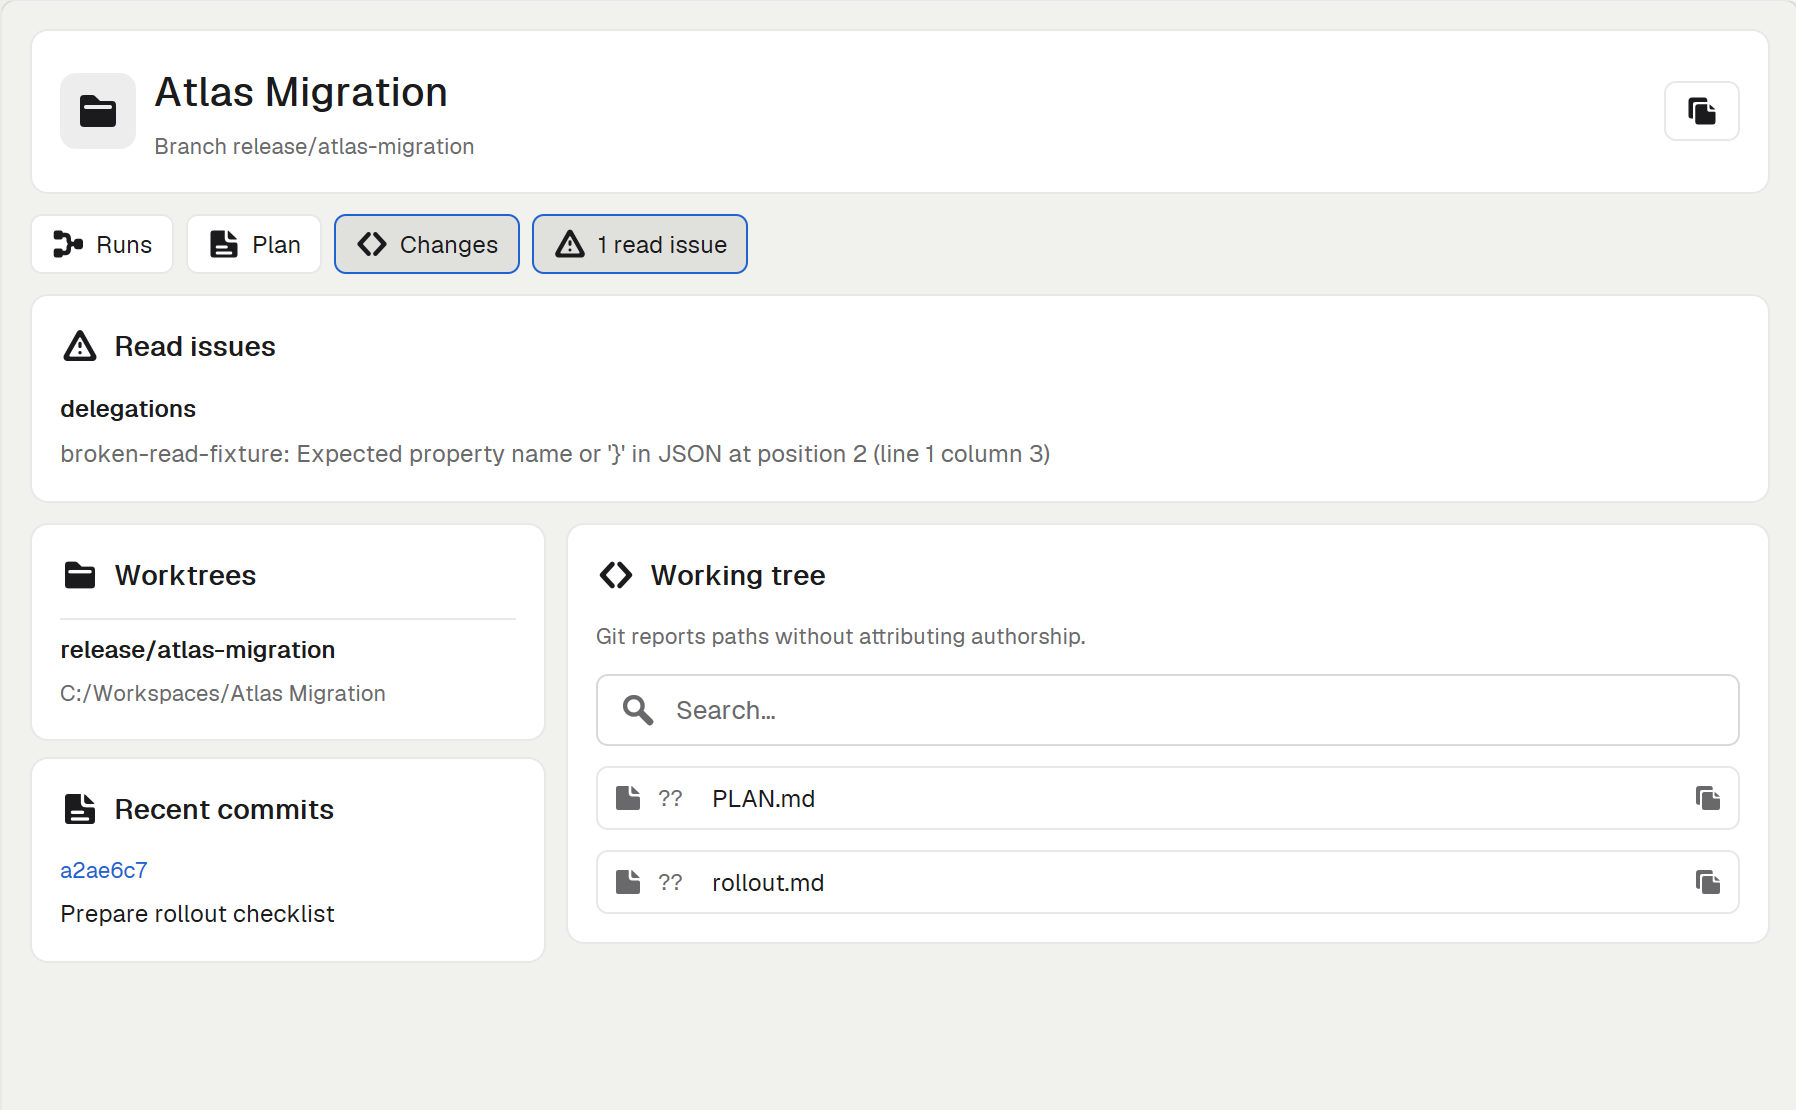 Atlas Migration
Branch release/atlas-migration
Runs
Plan
Changes
1 read issue
Read issues
delegations
broken-read-fixture: Expected property name or '}' in JSON at position 2 (line 1 column 3)
Worktrees
release/atlas-migration
C:/Workspaces/Atlas Migration
Recent commits
a2ae6c7
Prepare rollout checklist
Working tree
Git reports paths without attributing authorship.
Search...
?? PLAN.md
?? rollout.md